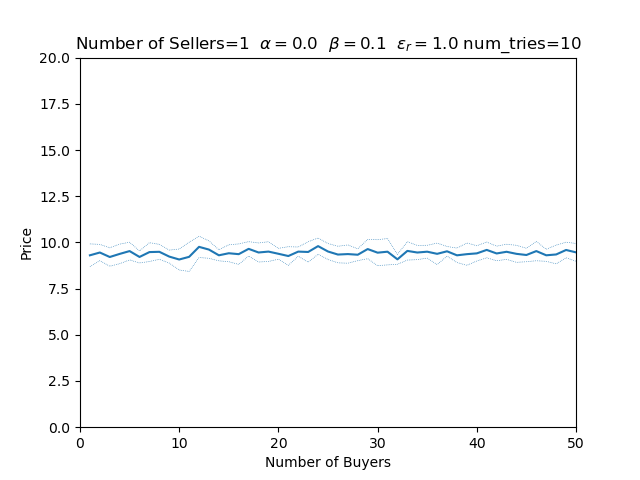 Number of Sellers=1 α = 0.0 β = 0.1 εᵣ = 1.0 num_tries=10
20.0
17.5
15.0
12.5
10.0
7.5
5.0
2.5
0.0
Price
0 10 20 30 40 50
Number of Buyers